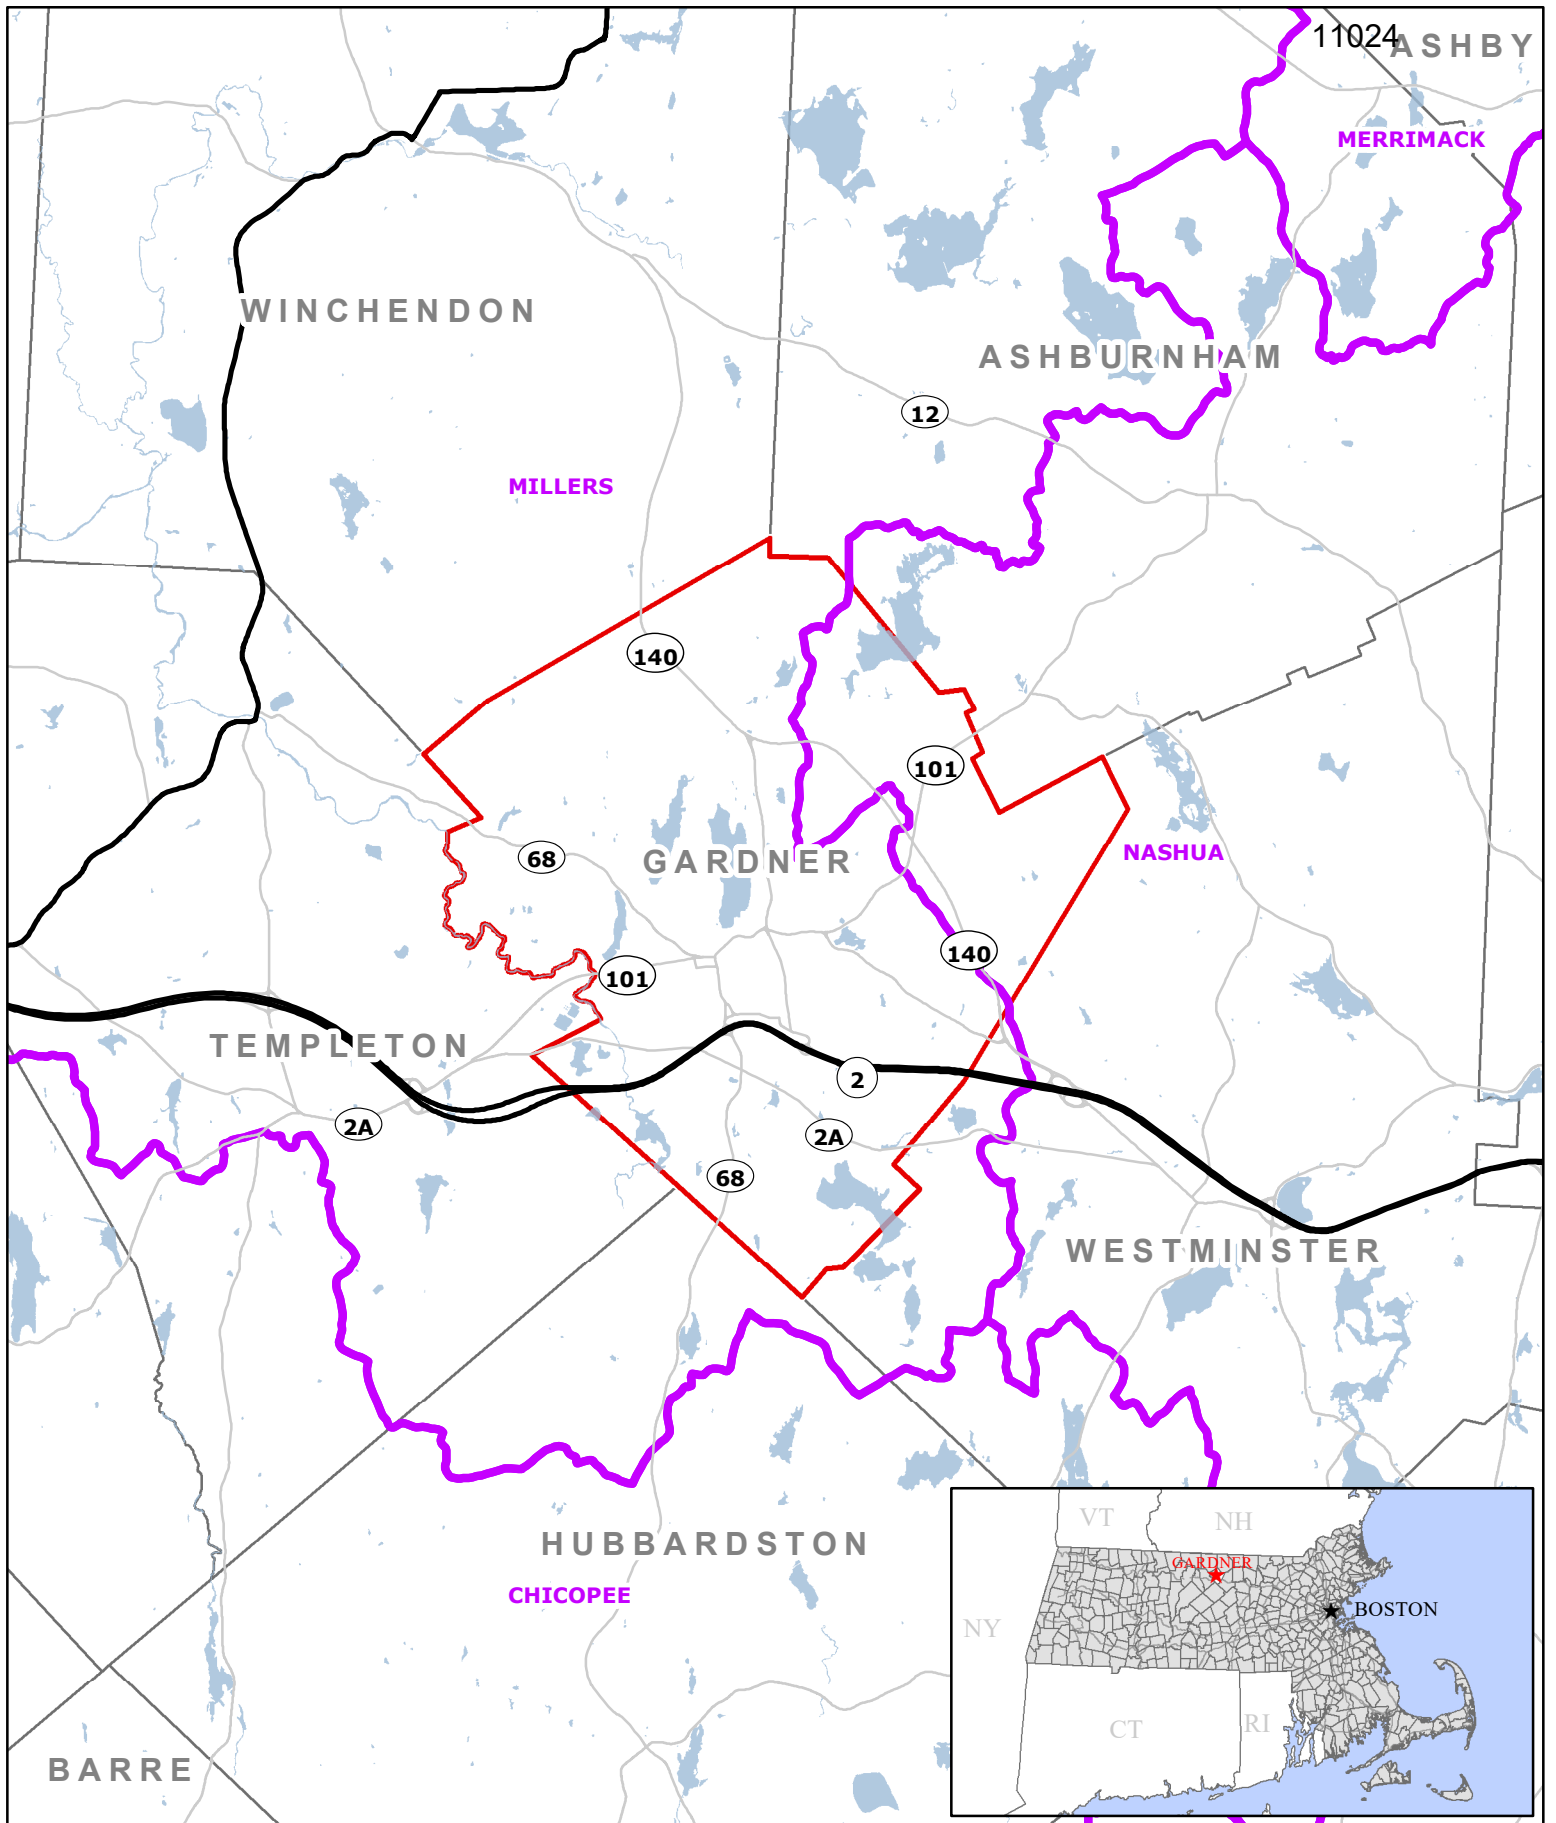 11024
ASHBY
MERRIMACK
WINCHENDON
ASHBURNHAM
12
MILLERS
140
101
68
GARDNER
NASHUA
140
101
TEMPLETON
2
2A
2A
68
WESTMINSTER
HUBBARDSTON
CHICOPEE
BARRE
VT
NH
GARDNER
BOSTON
NY
CT
RI